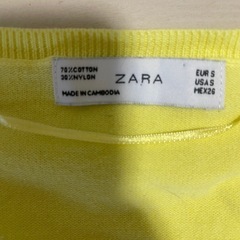 70%COTTON
30%NYLON
MADE IN CAMBODIA
ZARA
EUR S
USA S
MEX 26